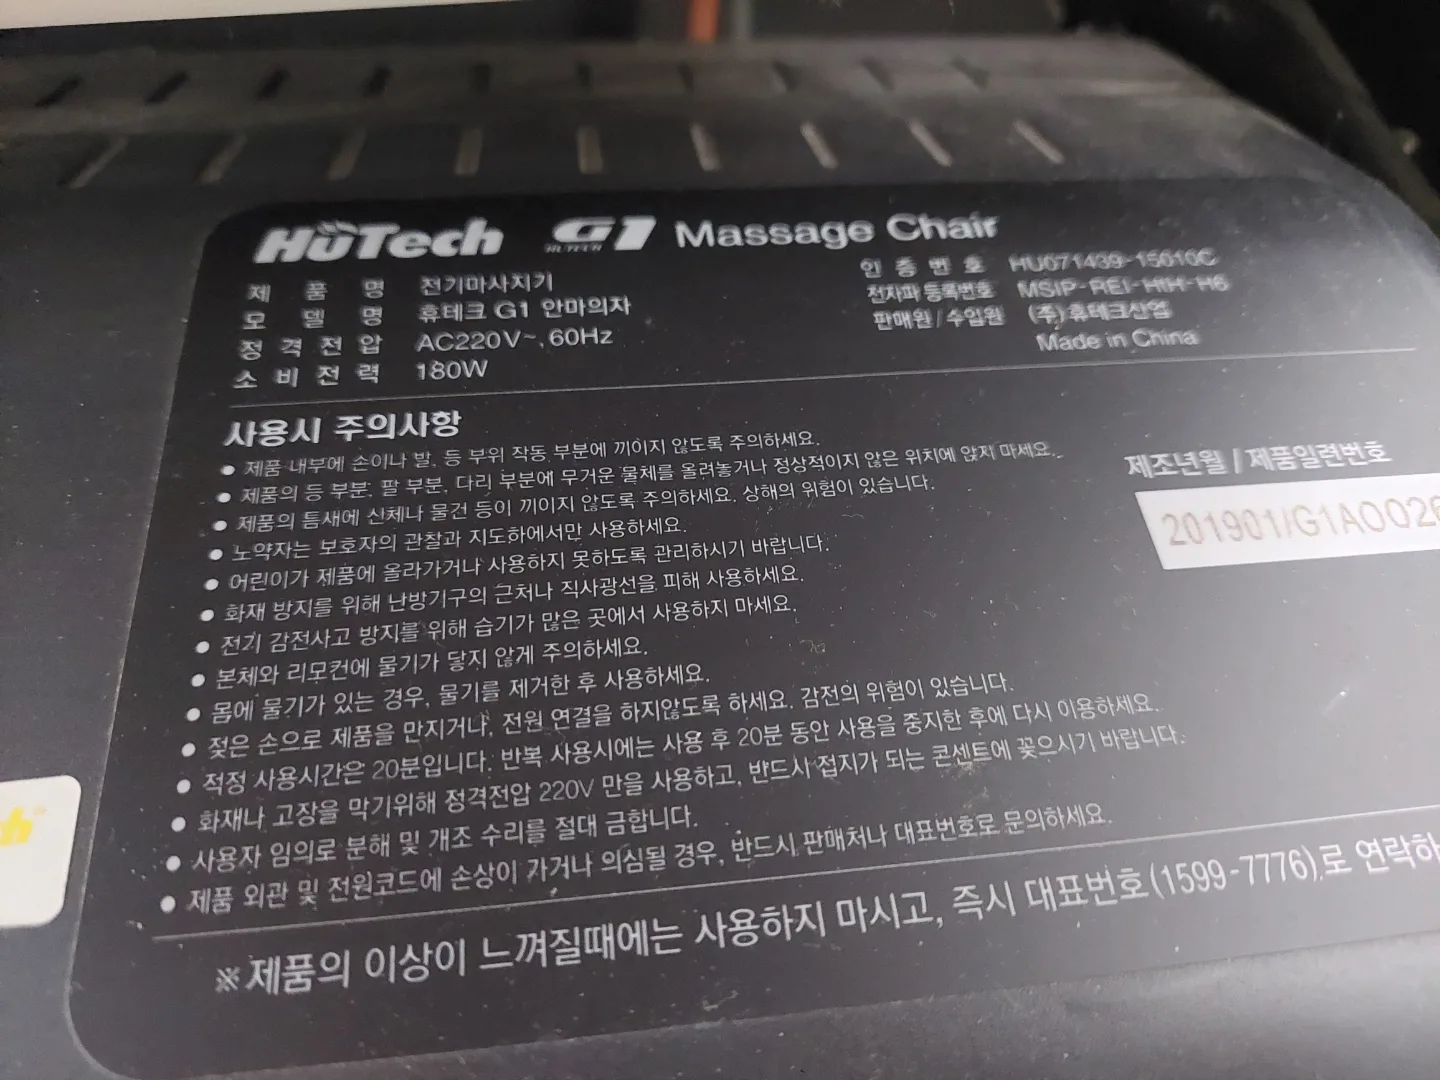 HuTech G1 Massage Chair
HUTECH
제 품 명 전기마사지기
모 델 명 휴테크 G1 안마의자
정 격 전 압 AC220V~, 60Hz
소 비 전 력 180W
인 증 번 호 HU071439-15010C
전자파 등록번호 MSIP-REI-HtH-H6
판매원/수입원 (주)휴테크산업
Made in China
사용시 주의사항
• 제품 내부에 손이나 발, 등 부위 작동 부분에 끼이지 않도록 주의하세요.
• 제품의 등 부분, 팔 부분, 다리 부분에 무거운 물체를 올려놓거나 정상적이지 않은 위치에 앉지 마세요.
• 제품의 틈새에 신체나 물건 등이 끼이지 않도록 주의하세요. 상해의 위험이 있습니다.
• 노약자는 보호자의 관찰과 지도하에서만 사용하세요.
• 어린이가 제품에 올라가거나 사용하지 못하도록 관리하시기 바랍니다.
• 화재 방지를 위해 난방기구의 근처나 직사광선을 피해 사용하세요.
• 전기 감전사고 방지를 위해 습기가 많은 곳에서 사용하지 마세요.
• 본체와 리모컨에 물기가 닿지 않게 주의하세요.
• 몸에 물기가 있는 경우, 물기를 제거한 후 사용하세요.
• 젖은 손으로 제품을 만지거나, 전원 연결을 하지않도록 하세요. 감전의 위험이 있습니다.
• 적정 사용시간은 20분입니다. 반복 사용시에는 사용 후 20분 동안 사용을 중지한 후에 다시 이용하세요.
• 화재나 고장을 막기위해 정격전압 220V 만을 사용하고, 반드시 접지가 되는 콘센트에 꽂으시기 바랍니다.
• 사용자 임의로 분해 및 개조 수리를 절대 금합니다.
• 제품 외관 및 전원코드에 손상이 가거나 의심될 경우, 반드시 판매처나 대표번호로 문의하세요.
제조년월 / 제품일련번호
201901/G1A0026
※제품의 이상이 느껴질때에는 사용하지 마시고, 즉시 대표번호(1599-7776)로 연락하